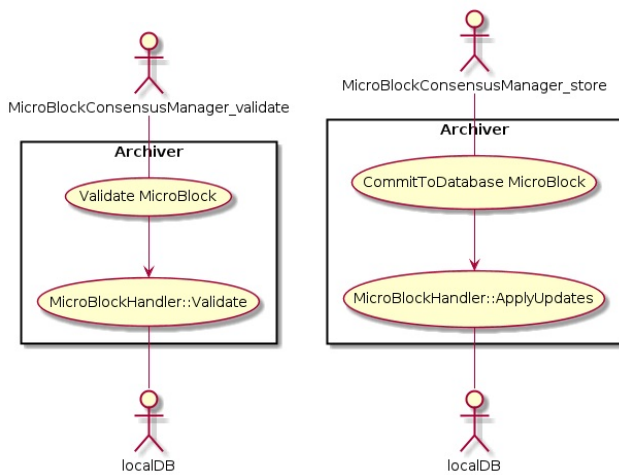 MicroBlockConsensusManager_validate
Archiver
Validate MicroBlock
MicroBlockHandler::Validate
localDB
MicroBlockConsensusManager_store
Archiver
CommitToDatabase MicroBlock
MicroBlockHandler::ApplyUpdates
localDB